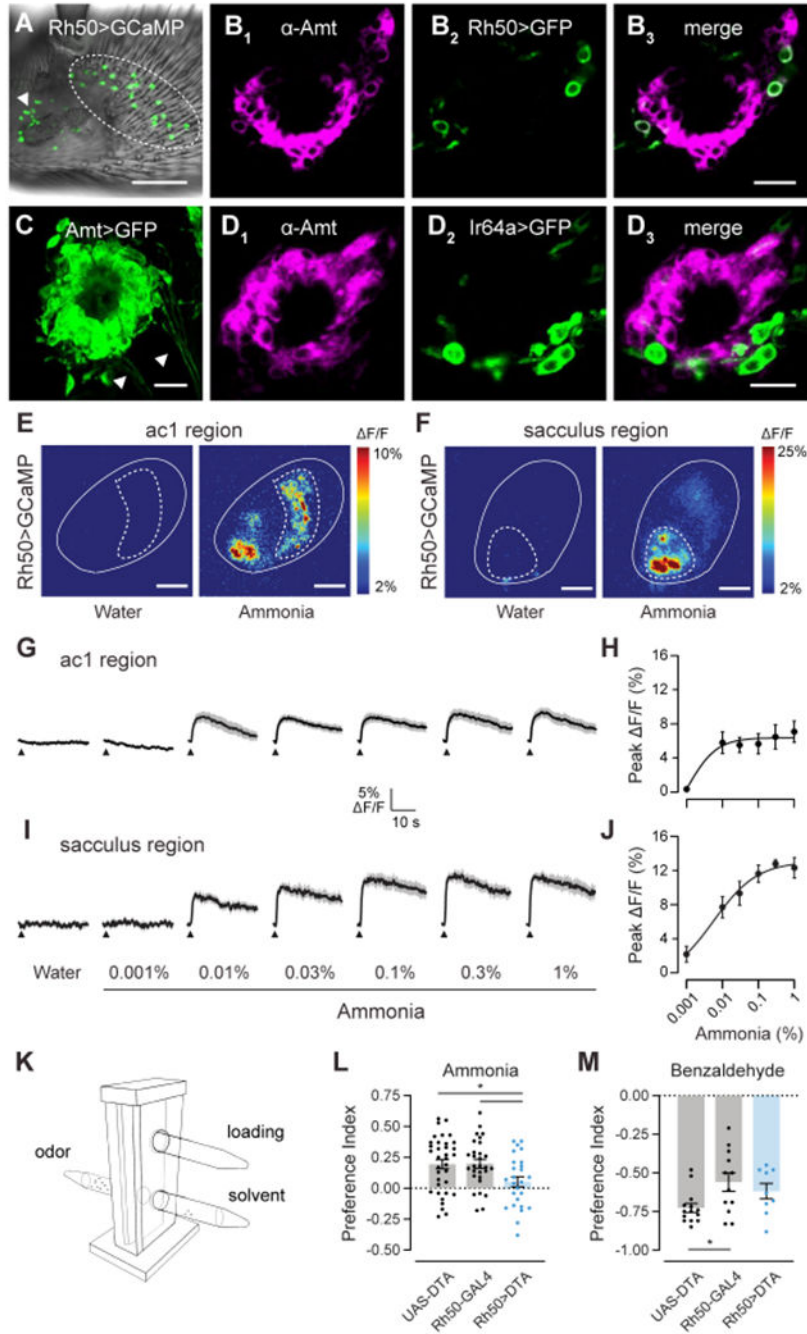 A Rh50>GCaMP
B1 α-Amt
B2 Rh50>GFP
B3 merge
C Amt>GFP
D1 α-Amt
D2 Ir64a>GFP
D3 merge
E ac1 region
ΔF/F
10%
2%
Rh50>GCaMP
Water
Ammonia
F sacculus region
ΔF/F
25%
2%
Rh50>GCaMP
Water
Ammonia
G ac1 region
5%
ΔF/F
10 s
H
Peak ΔF/F (%)
16
12
8
4
0
I sacculus region
Water
0.001%
0.01%
0.03%
0.1%
0.3%
1%
Ammonia
J
Peak ΔF/F (%)
16
12
8
4
0
0.001
0.01
0.1
1
Ammonia (%)
K
odor
loading
solvent
L Ammonia
*
Preference Index
0.75
0.50
0.25
0.00
-0.25
-0.50
UAS-DTA
Rh50-GAL4
Rh50>DTA
M Benzaldehyde
Preference Index
-0.00
-0.25
-0.50
-0.75
-1.00
*
UAS-DTA
Rh50-GAL4
Rh50>DTA